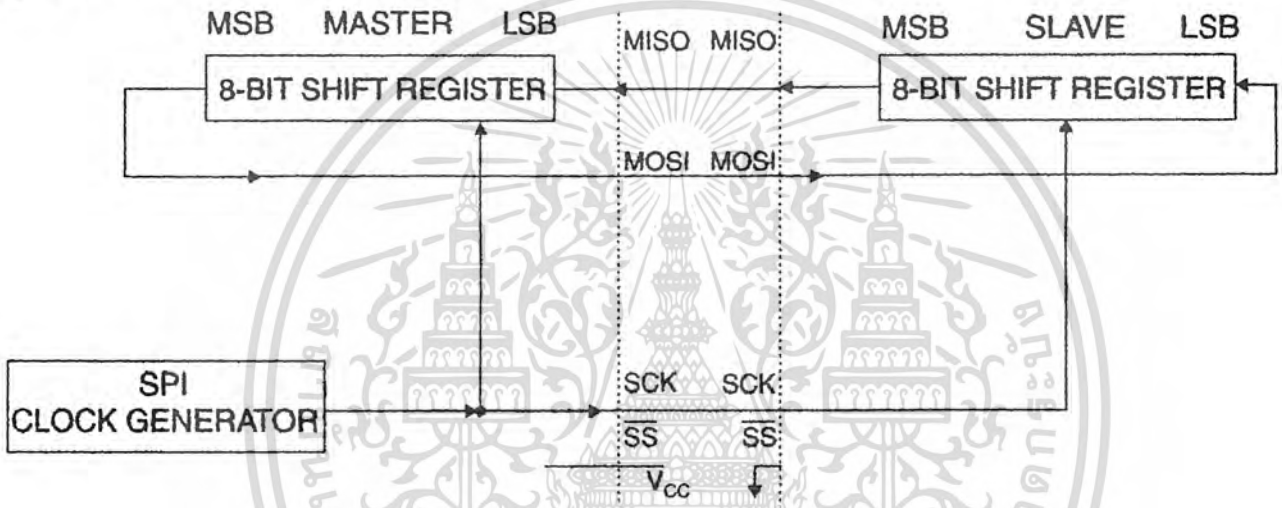 MSB MASTER LSB
MISO MISO
MSB SLAVE LSB
8-BIT SHIFT REGISTER
8-BIT SHIFT REGISTER
MOSI MOSI
SPI
CLOCK GENERATOR
SCK SCK
SS SS
VCC